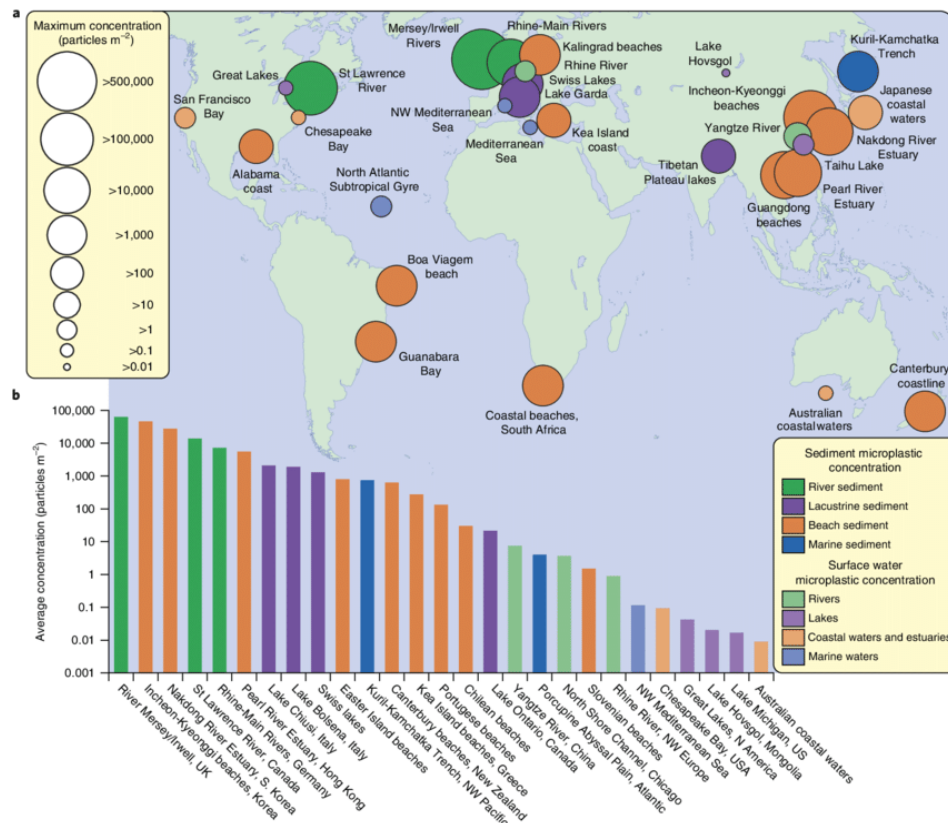 a
Maximum concentration
(particles m⁻²)
>500,000
>100,000
>10,000
>1,000
>100
>10
>1
>0.1
>0.01
Great Lakes
St Lawrence
River
San Francisco
Bay
Chesapeake
Bay
Alabama
coast
North Atlantic
Subtropical Gyre
Boa Viagem
beach
Guanabara
Bay
Mersey/Irwell
Rivers
Rhine-Main Rivers
Kalingrad beaches
Rhine River
Swiss Lakes
Lake Garda
NW Mediterranean
Sea
Mediterranean
Sea
Kea Island
coast
Coastal beaches,
South Africa
Lake
Hovsgol
Kuril-Kamchatka
Trench
Incheon-Kyeonggi
beaches
Japanese
coastal
waters
Yangtze River
Nakdong River
Estuary
Taihu Lake
Tibetan
Plateau lakes
Pearl River
Estuary
Guangdong
beaches
Australian
coastal waters
Canterbury
coastline
b
Average concentration (particles m⁻²)
100,000
10,000
1,000
100
10
1
0.1
0.01
0.001
River Mersey/Irwell, UK
Incheon-Kyeonggi beaches, Korea
Nakdong River Estuary, S. Korea
St Lawrence River, Canada
Rhine-Main Rivers, Germany
Pearl River Estuary, Hong Kong
Lake Chiusi, Italy
Lake Bolsena, Italy
Swiss lakes
Easter Island beaches
Kuril-Kamchatka Trench, NW Pacific
Canterbury beaches, New Zealand
Kea Island beaches, Greece
Portugese beaches
Chilean beaches
Lake Ontario, Canada
Yangtze River, China
Porcupine Abyssal Plain, Atlantic
North Shore Channel, Chicago
Slovenian beaches
Rhine River, NW Europe
NW Mediterranean Sea
Chesapeake Bay, USA
Great Lakes, N America
Lake Hovsgol, Mongolia
Lake Michigan, US
Australian coastal waters
Sediment microplastic
concentration
River sediment
Lacustrine sediment
Beach sediment
Marine sediment
Surface water
microplastic concentration
Rivers
Lakes
Coastal waters and estuaries
Marine waters